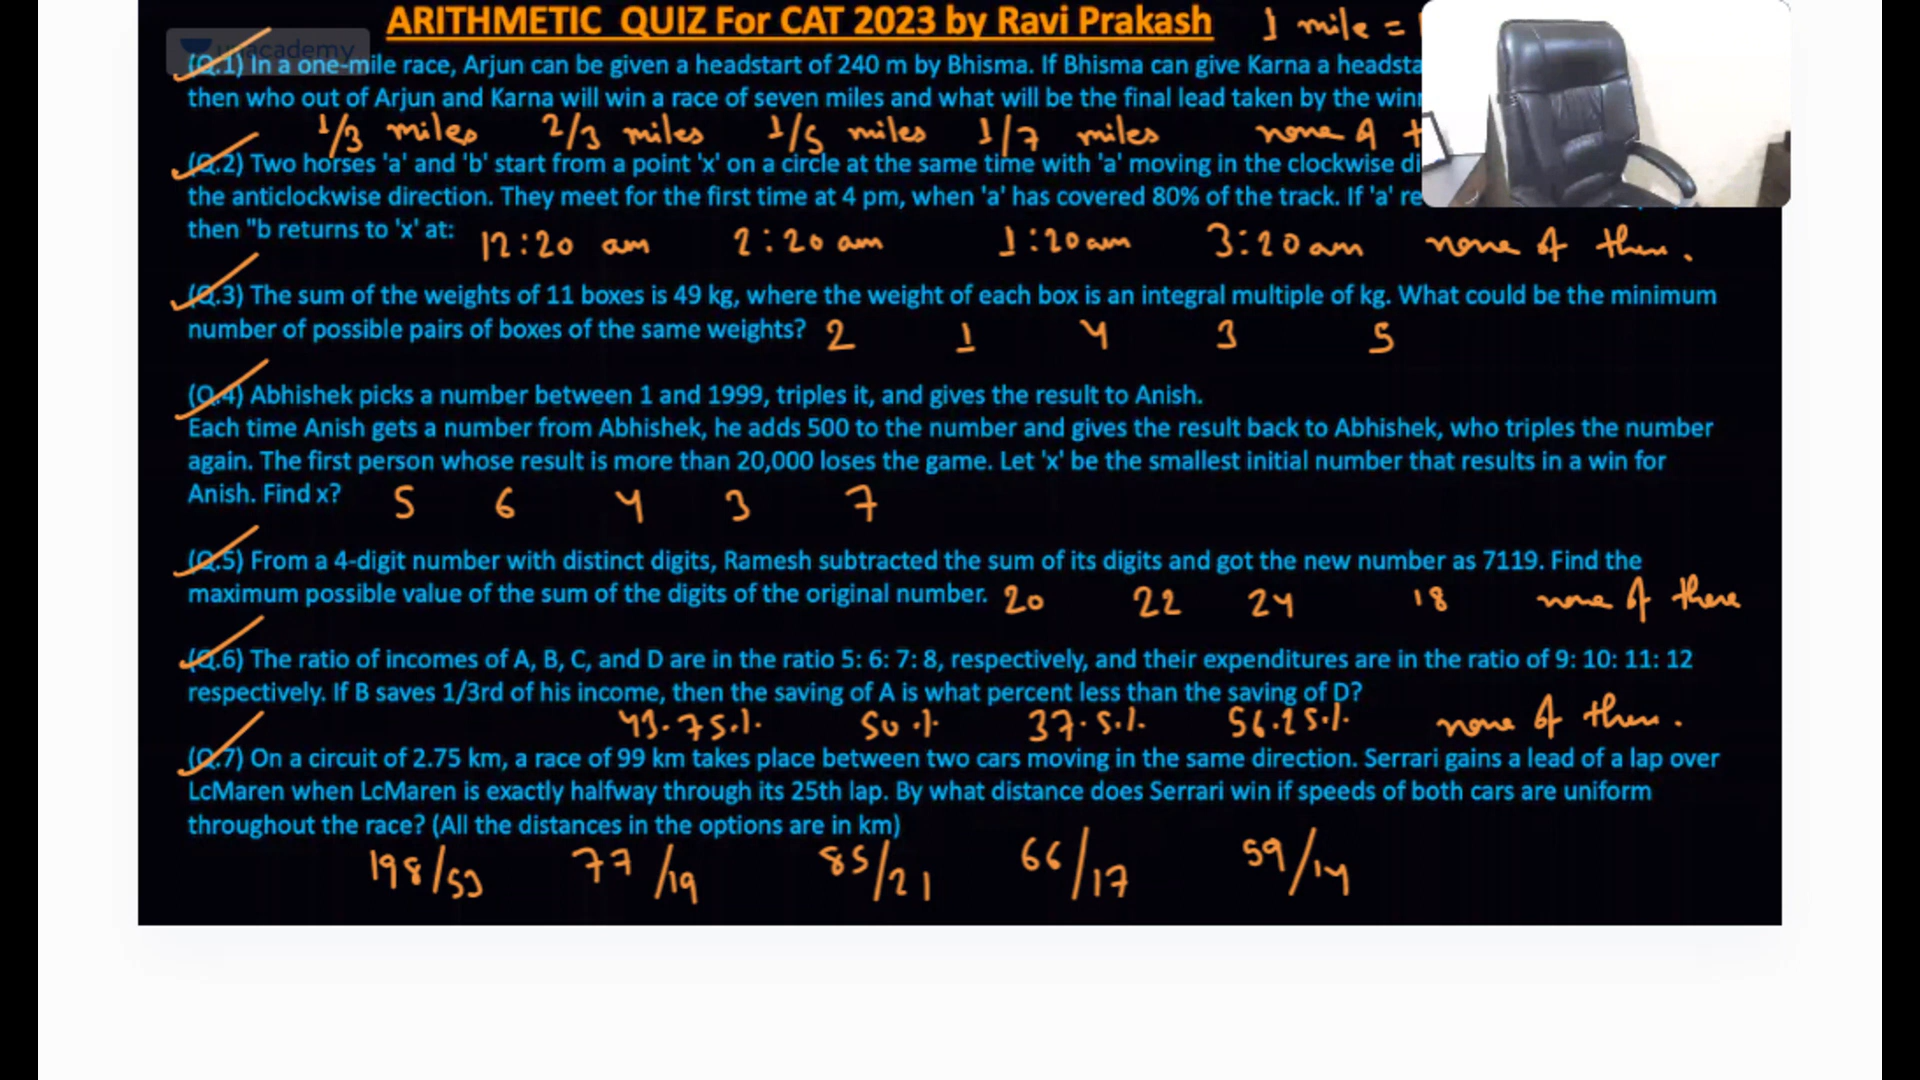 ARITHMETIC QUIZ For CAT 2023 by Ravi Prakash 1 mile =
unacademy
(Q.1) In a one-mile race, Arjun can be given a headstart of 240 m by Bhisma. If Bhisma can give Karna a
then who out of Arjun and Karna will win a race of seven miles and what will be the final lead taken by the
1/3 miles 2/3 miles 1/5 miles 1/7 miles none of
(Q.2) Two horses 'a' and 'b' start from a point 'x' on a circle at the same time with 'a' moving in the clockwise
the anticlockwise direction. They meet for the first time at 4 pm, when 'a' has covered 80% of the track. If 'a'
then "b returns to 'x' at: 12:20 am 2:20 am 1:20 am 3:20 am none of them.
(Q.3) The sum of the weights of 11 boxes is 49 kg, where the weight of each box is an integral multiple of kg. What could be the minimum
number of possible pairs of boxes of the same weights? 2 1 4 3 5
(Q.4) Abhishek picks a number between 1 and 1999, triples it, and gives the result to Anish.
Each time Anish gets a number from Abhishek, he adds 500 to the number and gives the result back to Abhishek, who triples the number
again. The first person whose result is more than 20,000 loses the game. Let 'x' be the smallest initial number that results in a win for
Anish. Find x? 5 6 4 3 7
(Q.5) From a 4-digit number with distinct digits, Ramesh subtracted the sum of its digits and got the new number as 7119. Find the
maximum possible value of the sum of the digits of the original number. 20 22 24 18 none of these
(Q.6) The ratio of incomes of A, B, C, and D are in the ratio 5: 6: 7: 8, respectively, and their expenditures are in the ratio of 9: 10: 11: 12
respectively. If B saves 1/3rd of his income, then the saving of A is what percent less than the saving of D?
43.75.1. 50.1. 37.5.1. 56.25.1. none of them.
(Q.7) On a circuit of 2.75 km, a race of 99 km takes place between two cars moving in the same direction. Serrari gains a lead of a lap over
LcMaren when LcMaren is exactly halfway through its 25th lap. By what distance does Serrari win if speeds of both cars are uniform
throughout the race? (All the distances in the options are in km)
198/53 77/19 85/21 66/17 59/14